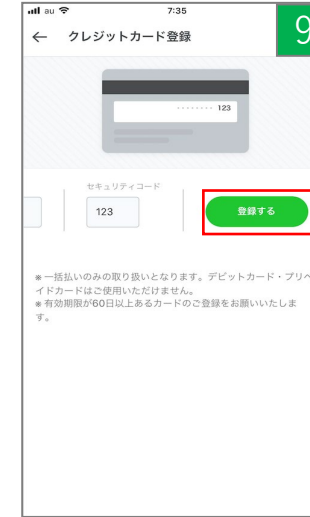 au 7:35
9
← クレジットカード登録
········ 123
セキュリティコード
123
登録する
※一括払いのみの取り扱いとなります。デビットカード・プリペ
イドカードはご使用いただけません。
※有効期限が60日以上あるカードのご登録をお願いいたしま
す。